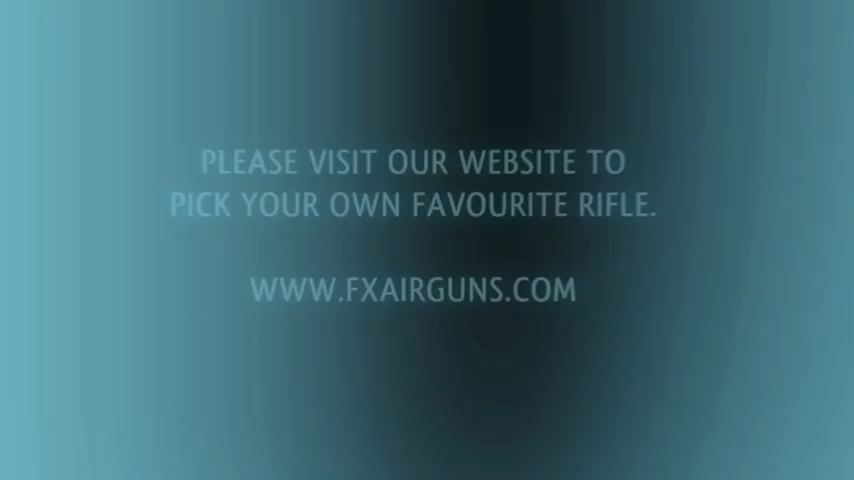 PLEASE VISIT OUR WEBSITE TO
PICK YOUR OWN FAVOURITE RIFLE.
WWW.FXAIRGUNS.COM